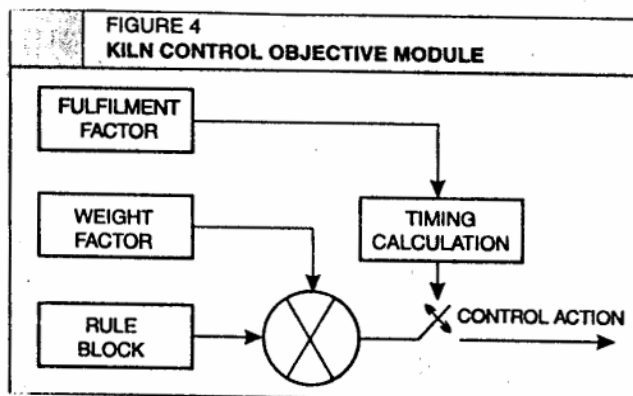 FIGURE 4
KILN CONTROL OBJECTIVE MODULE
FULFILMENT
FACTOR
WEIGHT
FACTOR
TIMING
CALCULATION
RULE
BLOCK
CONTROL ACTION